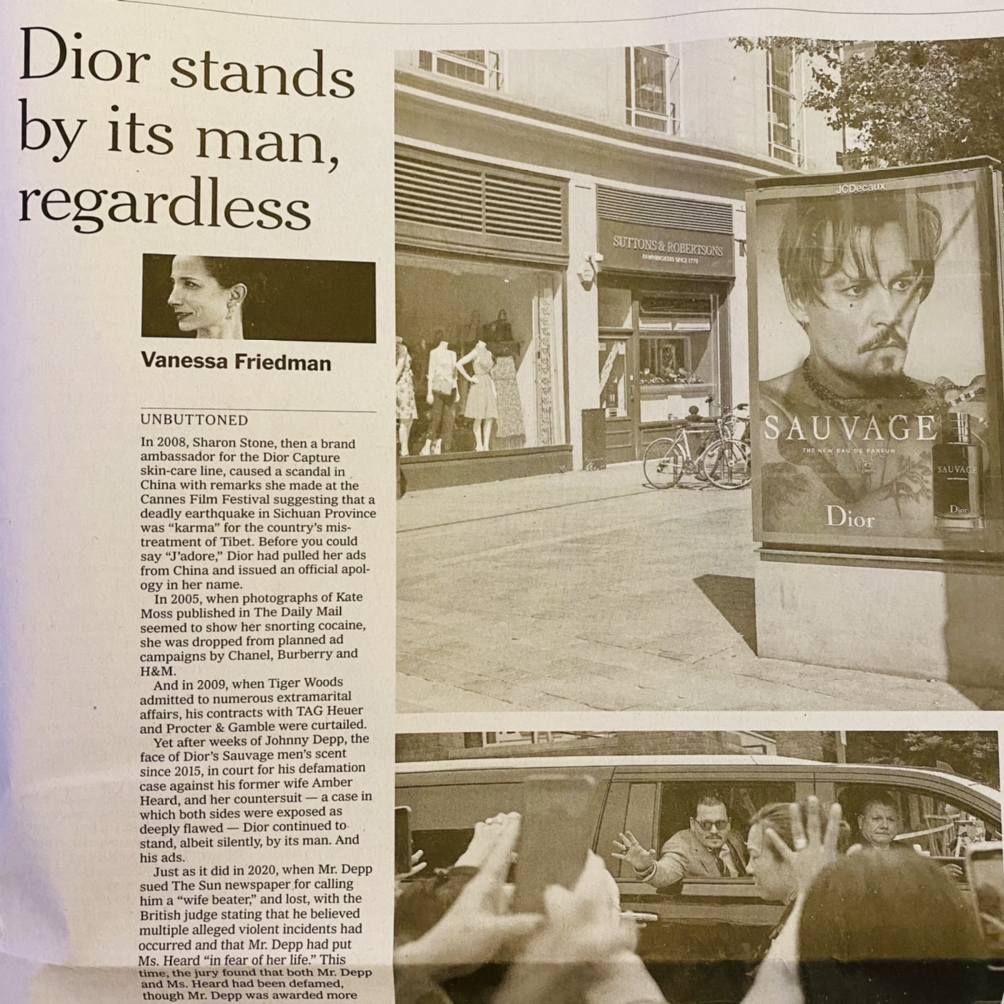 Dior stands
by its man,
regardless
Vanessa Friedman
UNBUTTONED
In 2008, Sharon Stone, then a brand
ambassador for the Dior Capture
skin-care line, caused a scandal in
China with remarks she made at the
Cannes Film Festival suggesting that a
deadly earthquake in Sichuan Province
was “karma” for the country’s mis-
treatment of Tibet. Before you could
say “J’adore,” Dior had pulled her ads
from China and issued an official apol-
ogy in her name.
In 2005, when photographs of Kate
Moss published in The Daily Mail
seemed to show her snorting cocaine,
she was dropped from planned ad
campaigns by Chanel, Burberry and
H&M.
And in 2009, when Tiger Woods
admitted to numerous extramarital
affairs, his contracts with TAG Heuer
and Procter & Gamble were curtailed.
Yet after weeks of Johnny Depp, the
face of Dior’s Sauvage men’s scent
since 2015, in court for his defamation
case against his former wife Amber
Heard, and her countersuit — a case in
which both sides were exposed as
deeply flawed — Dior continued to
stand, albeit silently, by its man. And
his ads.
Just as it did in 2020, when Mr. Depp
sued The Sun newspaper for calling
him a “wife beater,” and lost, with the
British judge stating that he believed
multiple alleged violent incidents had
occurred and that Mr. Depp had put
Ms. Heard “in fear of her life.” This
time, the jury found that both Mr. Depp
and Ms. Heard had been defamed,
though Mr. Depp was awarded more
SUTTONS & ROBERTSONS
PAWNBROKERS SINCE 1770
JCDecaux
SAUVAGE
THE NEW EAU DE PARFUM
SAUVAGE
Dior
Dior